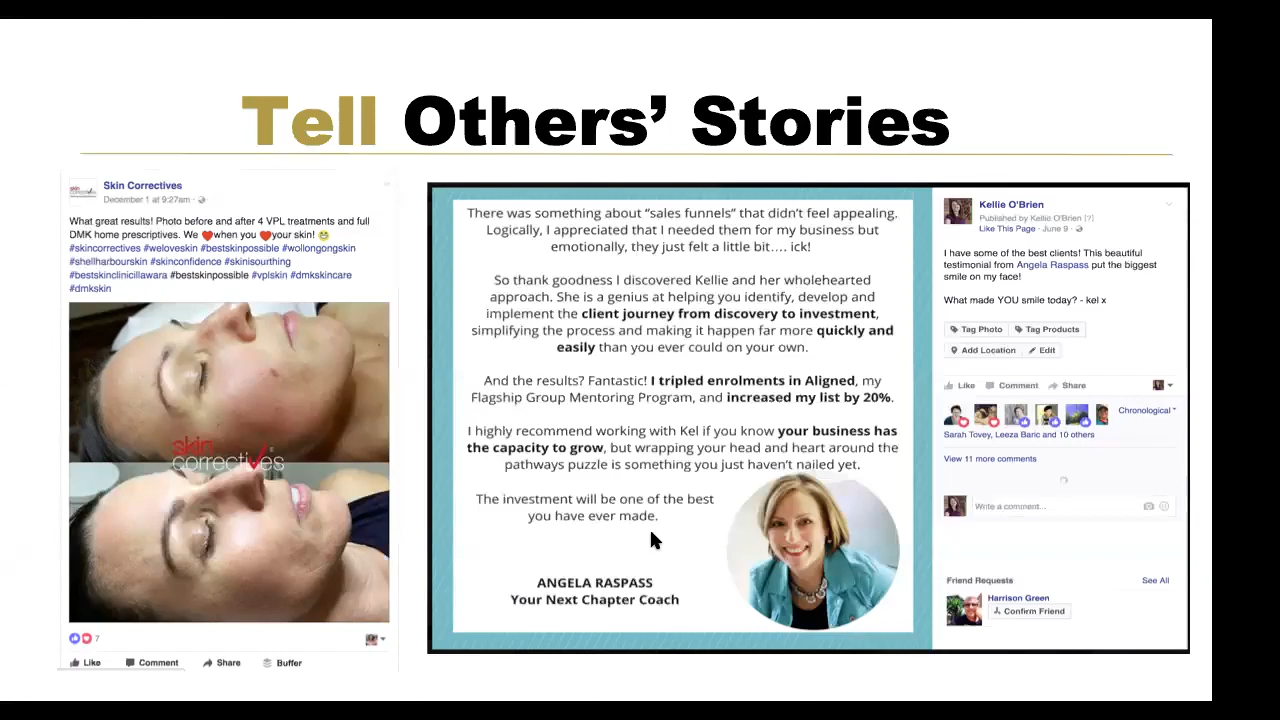 Tell Others’ Stories
Skin Correctives
December 1 at 9:27am ·
What great results! Photo before and after 4 VPL treatments and full
DMK home prescriptives. We ❤️when you ❤️your skin! 😁
#skincorrectives #weloveskin #bestskinpossible #wollongongskin
#shellharbourskin #skinconfidence #skinisourthing
#bestskinclinicillawara #bestskinpossible #vplskin #dmkskincare
#dmkskin
skin
correctives
7
Like Comment Share Buffer
There was something about “sales funnels” that didn’t feel appealing.
Logically, I appreciated that I needed them for my business but
emotionally, they just felt a little bit…. ick!
So thank goodness I discovered Kellie and her wholehearted
approach. She is a genius at helping you identify, develop and
implement the client journey from discovery to investment,
simplifying the process and making it happen far more quickly and
easily than you ever could on your own.
And the results? Fantastic! I tripled enrolments in Aligned, my
Flagship Group Mentoring Program, and increased my list by 20%.
I highly recommend working with Kel if you know your business has
the capacity to grow, but wrapping your head and heart around the
pathways puzzle is something you just haven’t nailed yet.
The investment will be one of the best
you have ever made.
ANGELA RASPASS
Your Next Chapter Coach
Kellie O'Brien
Published by Kellie O'Brien [?]
Like This Page · June 9 ·
I have some of the best clients! This beautiful
testimonial from Angela Raspass put the biggest
smile on my face!
What made YOU smile today? - kel x
Tag Photo Tag Products
Add Location Edit
Like Comment Share
Chronological
Sarah Tovey, Leeza Baric and 10 others
View 11 more comments
Write a comment...
Friend Requests See All
Harrison Green
Confirm Friend